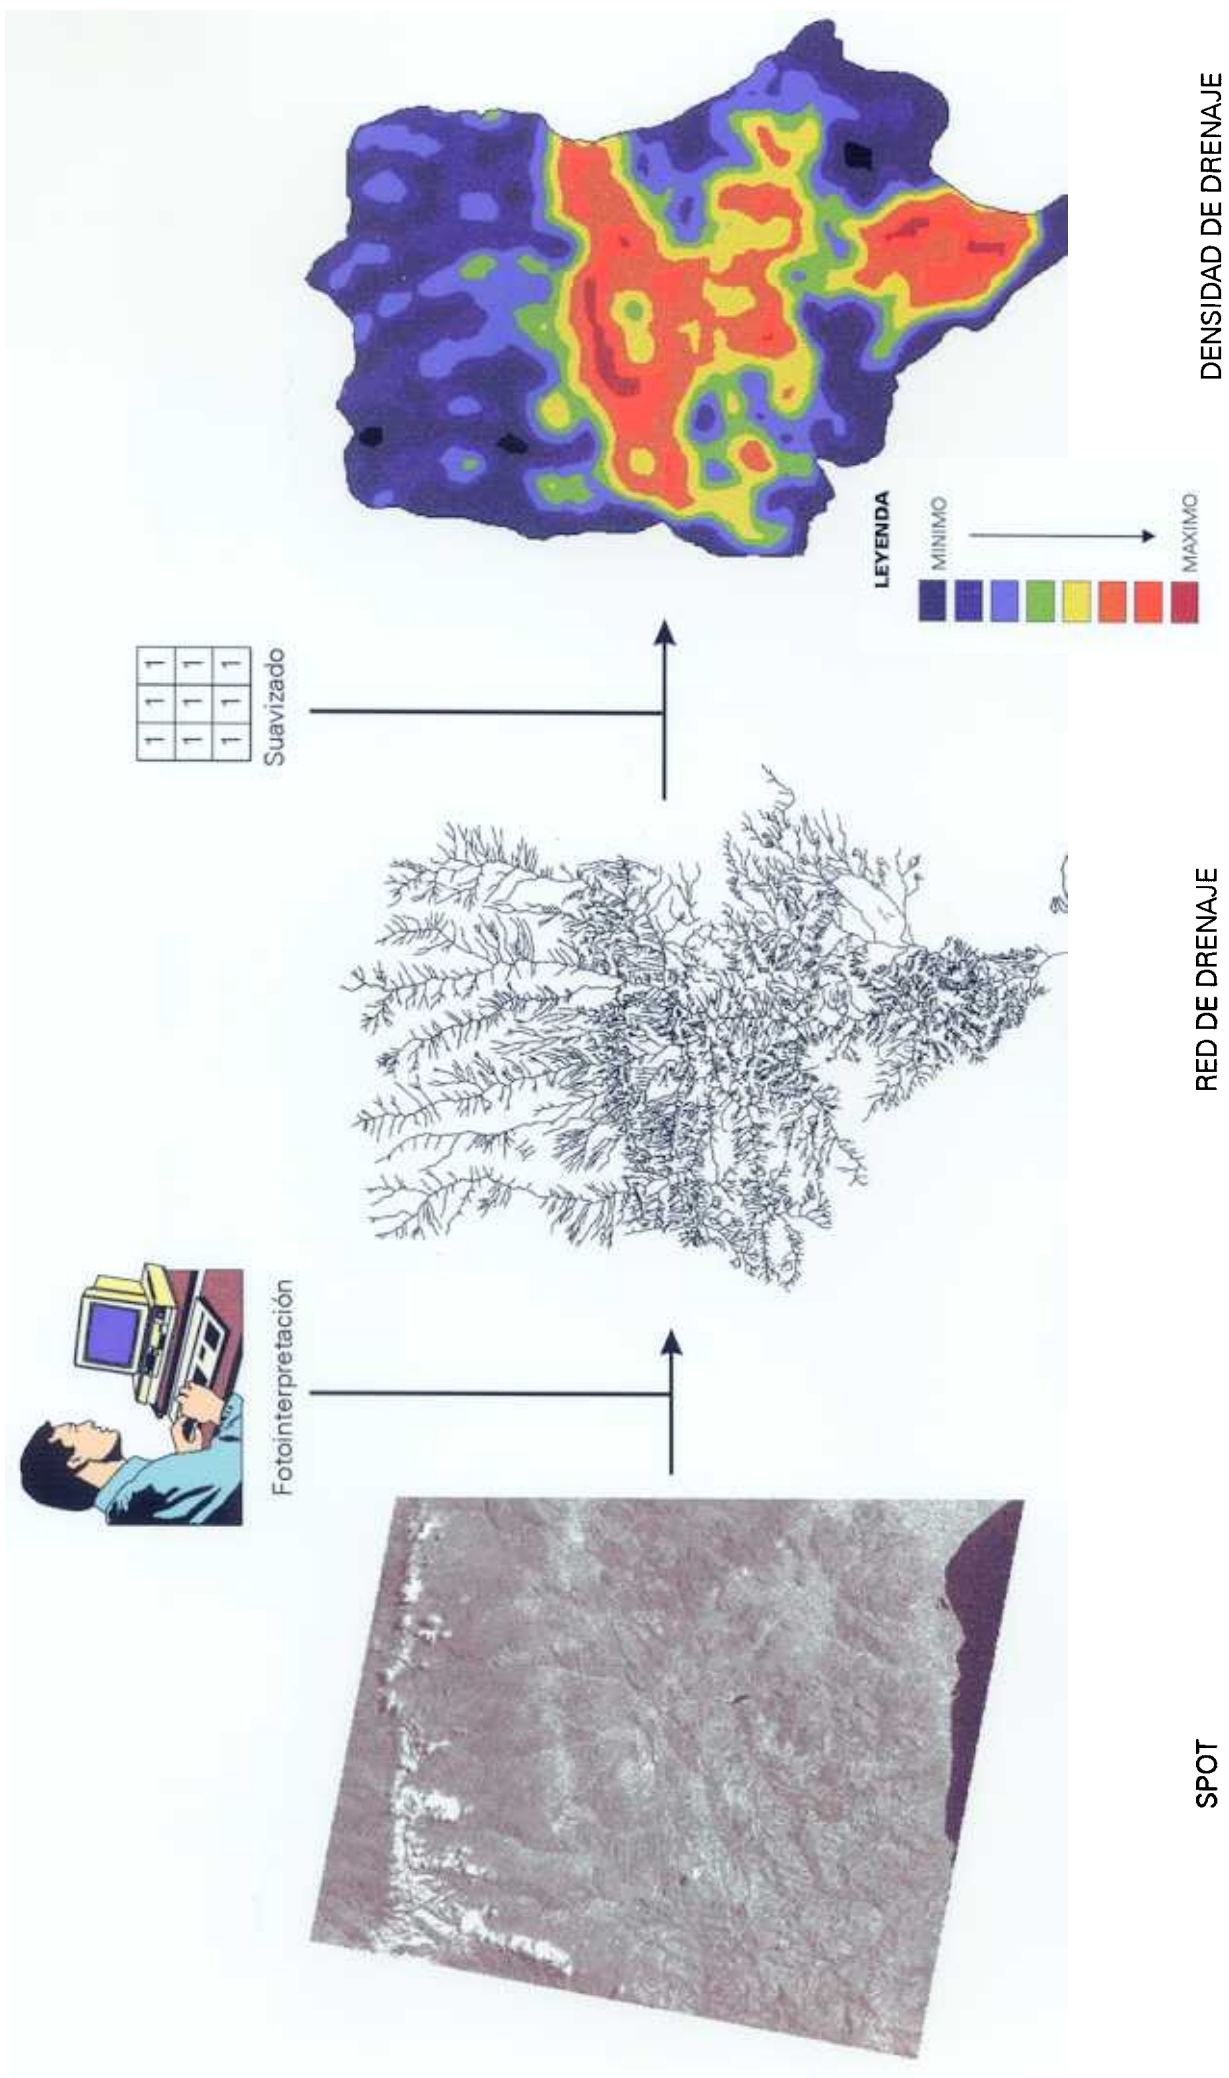 Fotointerpretación
1 1 1
1 1 1
1 1 1
Suavizado
LEYENDA
MINIMO
MAXIMO
SPOT
RED DE DRENAJE
DENSIDAD DE DRENAJE